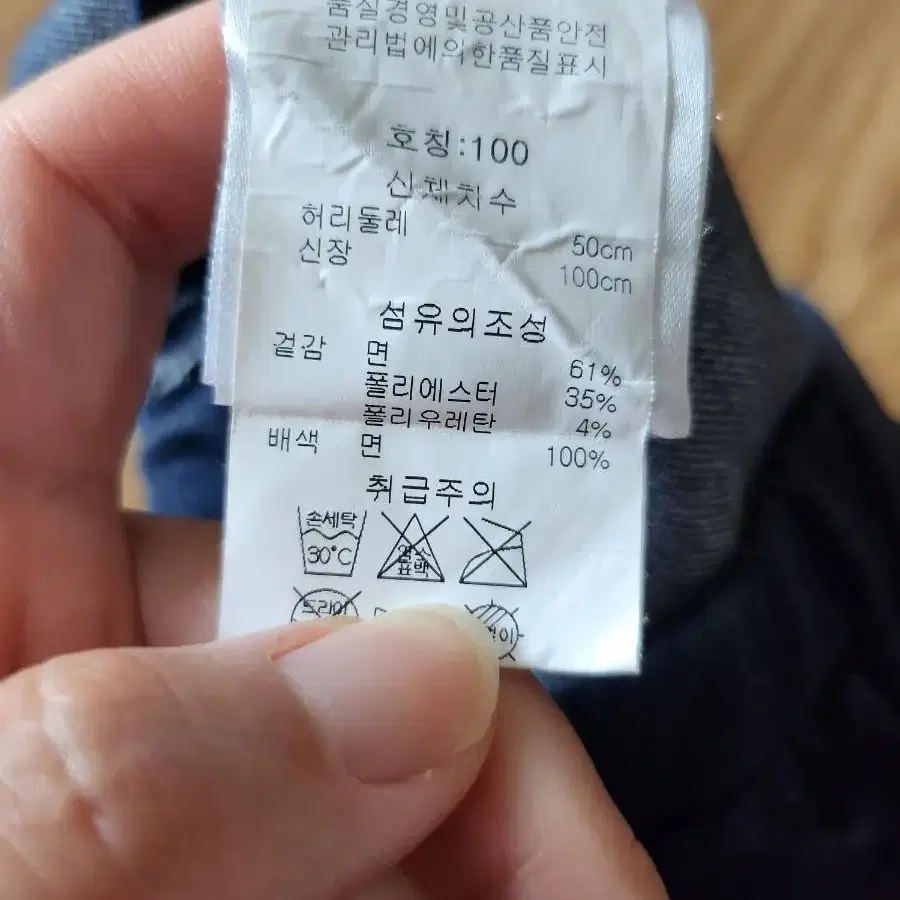 품질경영및공산품안전
관리법에의한품질표시
호칭:100
신체치수
허리둘레 50cm
신장 100cm
섬유의조성
겉감 면 61%
폴리에스터 35%
폴리우레탄 4%
배색 면 100%
취급주의
손세탁 염소
30°C 표백
드라이